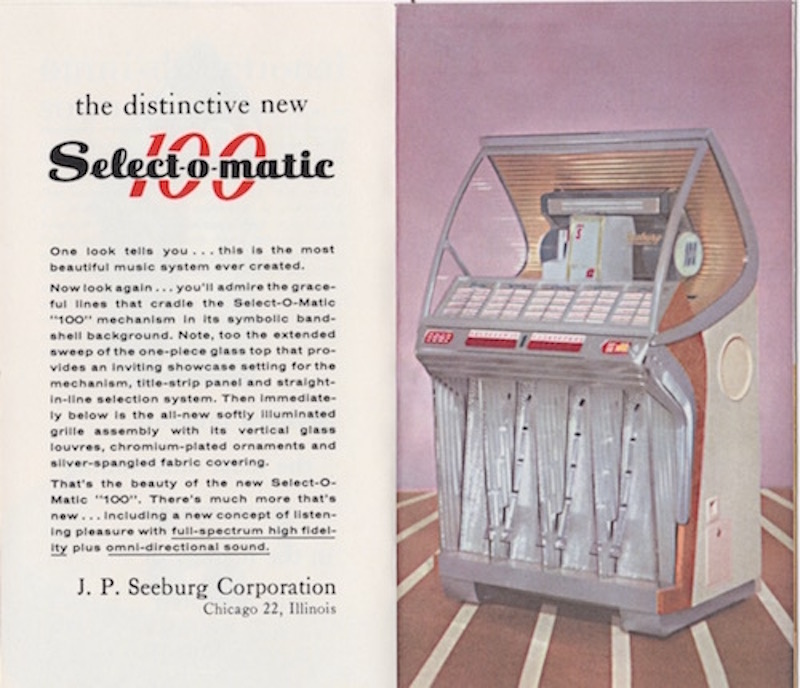 the distinctive new
Select-o-matic
100
One look tells you . . . this is the most
beautiful music system ever created.
Now look again . . . you'll admire the grace-
ful lines that cradle the Select-O-Matic
"100" mechanism in its symbolic band-
shell background. Note, too the extended
sweep of the one-piece glass top that pro-
vides an inviting showcase setting for the
mechanism, title-strip panel and straight-
in-line selection system. Then immediate-
ly below is the all-new softly illuminated
grille assembly with its vertical glass
louvres, chromium-plated ornaments and
silver-spangled fabric covering.
That's the beauty of the new Select-O-
Matic "100". There's much more that's
new . . . including a new concept of listen-
ing pleasure with full-spectrum high fidel-
ity plus omni-directional sound.
J. P. Seeburg Corporation
Chicago 22, Illinois